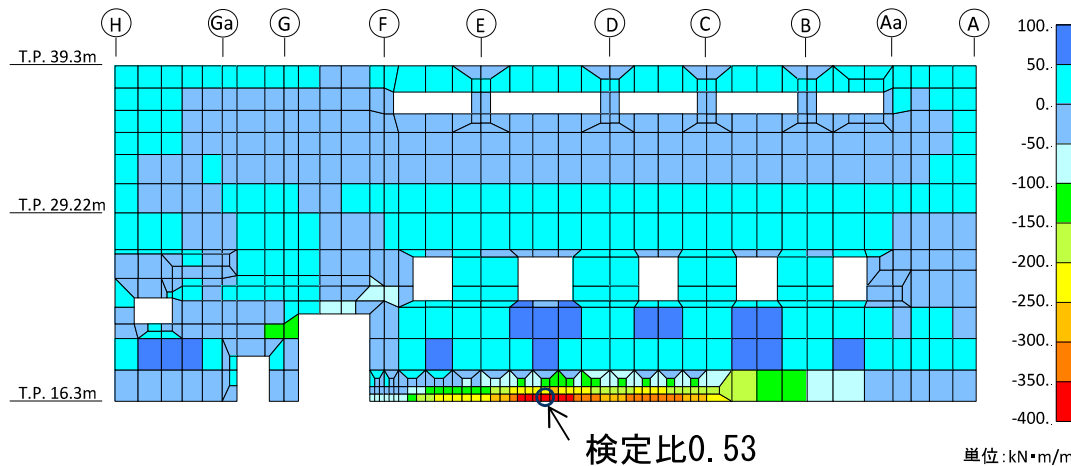 H Ga G F E D C B Aa A
T.P. 39.3m
T.P. 29.22m
T.P. 16.3m
100.
50.
0.
-50.
-100.
-150.
-200.
-250.
-300.
-350.
-400.
検定比0.53
単位:kN・m/m